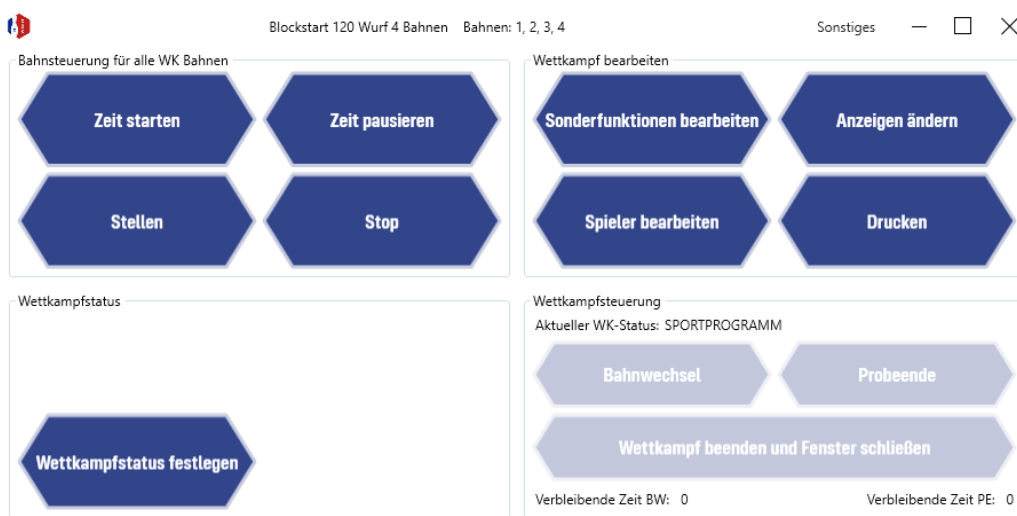 Blockstart 120 Wurf 4 Bahnen Bahnen: 1, 2, 3, 4 Sonstiges
Bahnsteuerung für alle WK Bahnen
Zeit starten Zeit pausieren
Stellen Stop
Wettkampf bearbeiten
Sonderfunktionen bearbeiten Anzeigen ändern
Spieler bearbeiten Drucken
Wettkampfstatus
Wettkampfstatus festlegen
Wettkampfsteuerung
Aktueller WK-Status: SPORTPROGRAMM
Bahnwechsel Probeende
Wettkampf beenden und Fenster schließen
Verbleibende Zeit BW: 0 Verbleibende Zeit PE: 0